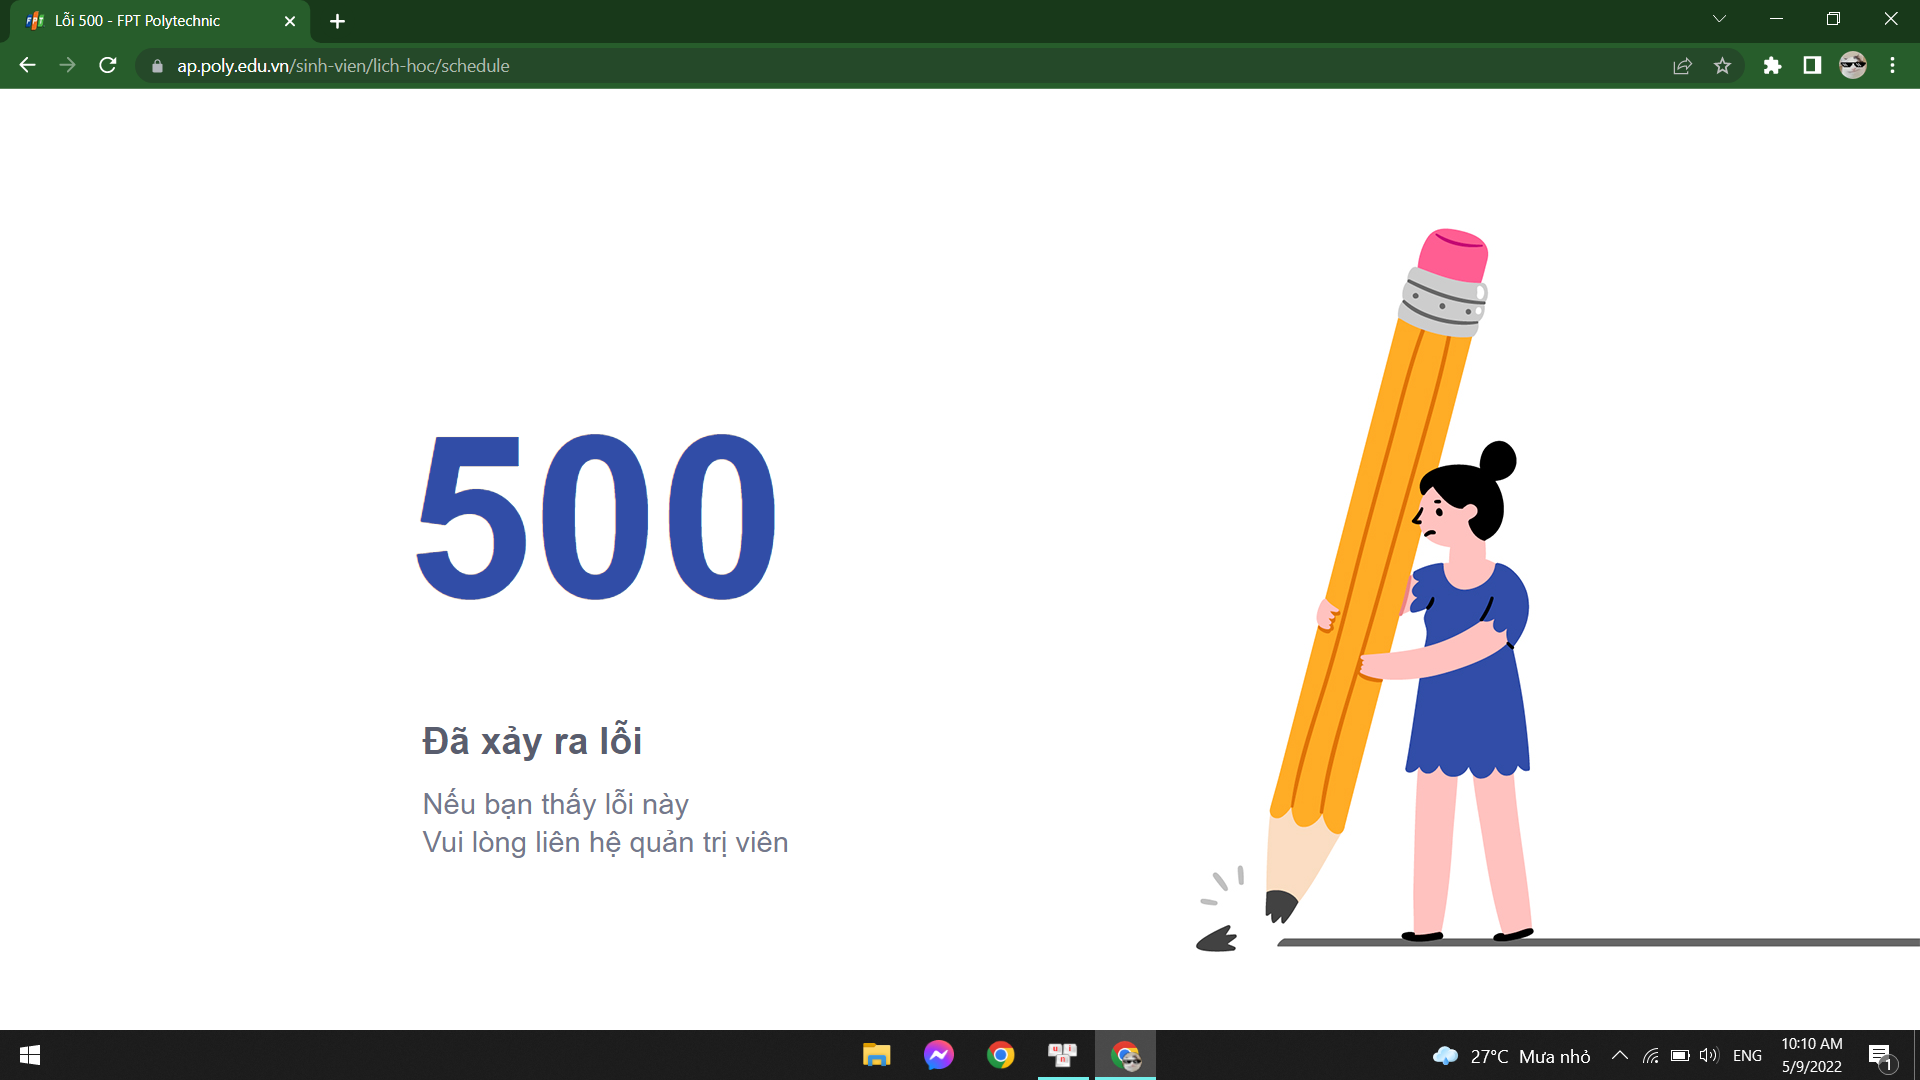 Lỗi 500 - FPT Polytechnic
ap.poly.edu.vn/sinh-vien/lich-hoc/schedule
500
Đã xảy ra lỗi
Nếu bạn thấy lỗi này
Vui lòng liên hệ quản trị viên
27°C Mưa nhỏ
ENG
10:10 AM
5/9/2022
1